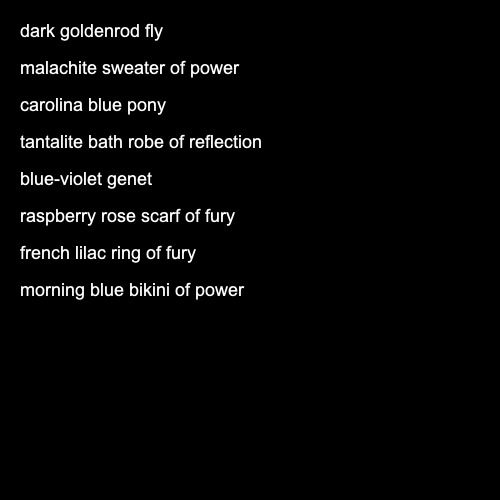 dark goldenrod fly
malachite sweater of power
carolina blue pony
tantalite bath robe of reflection
blue-violet genet
raspberry rose scarf of fury
french lilac ring of fury
morning blue bikini of power